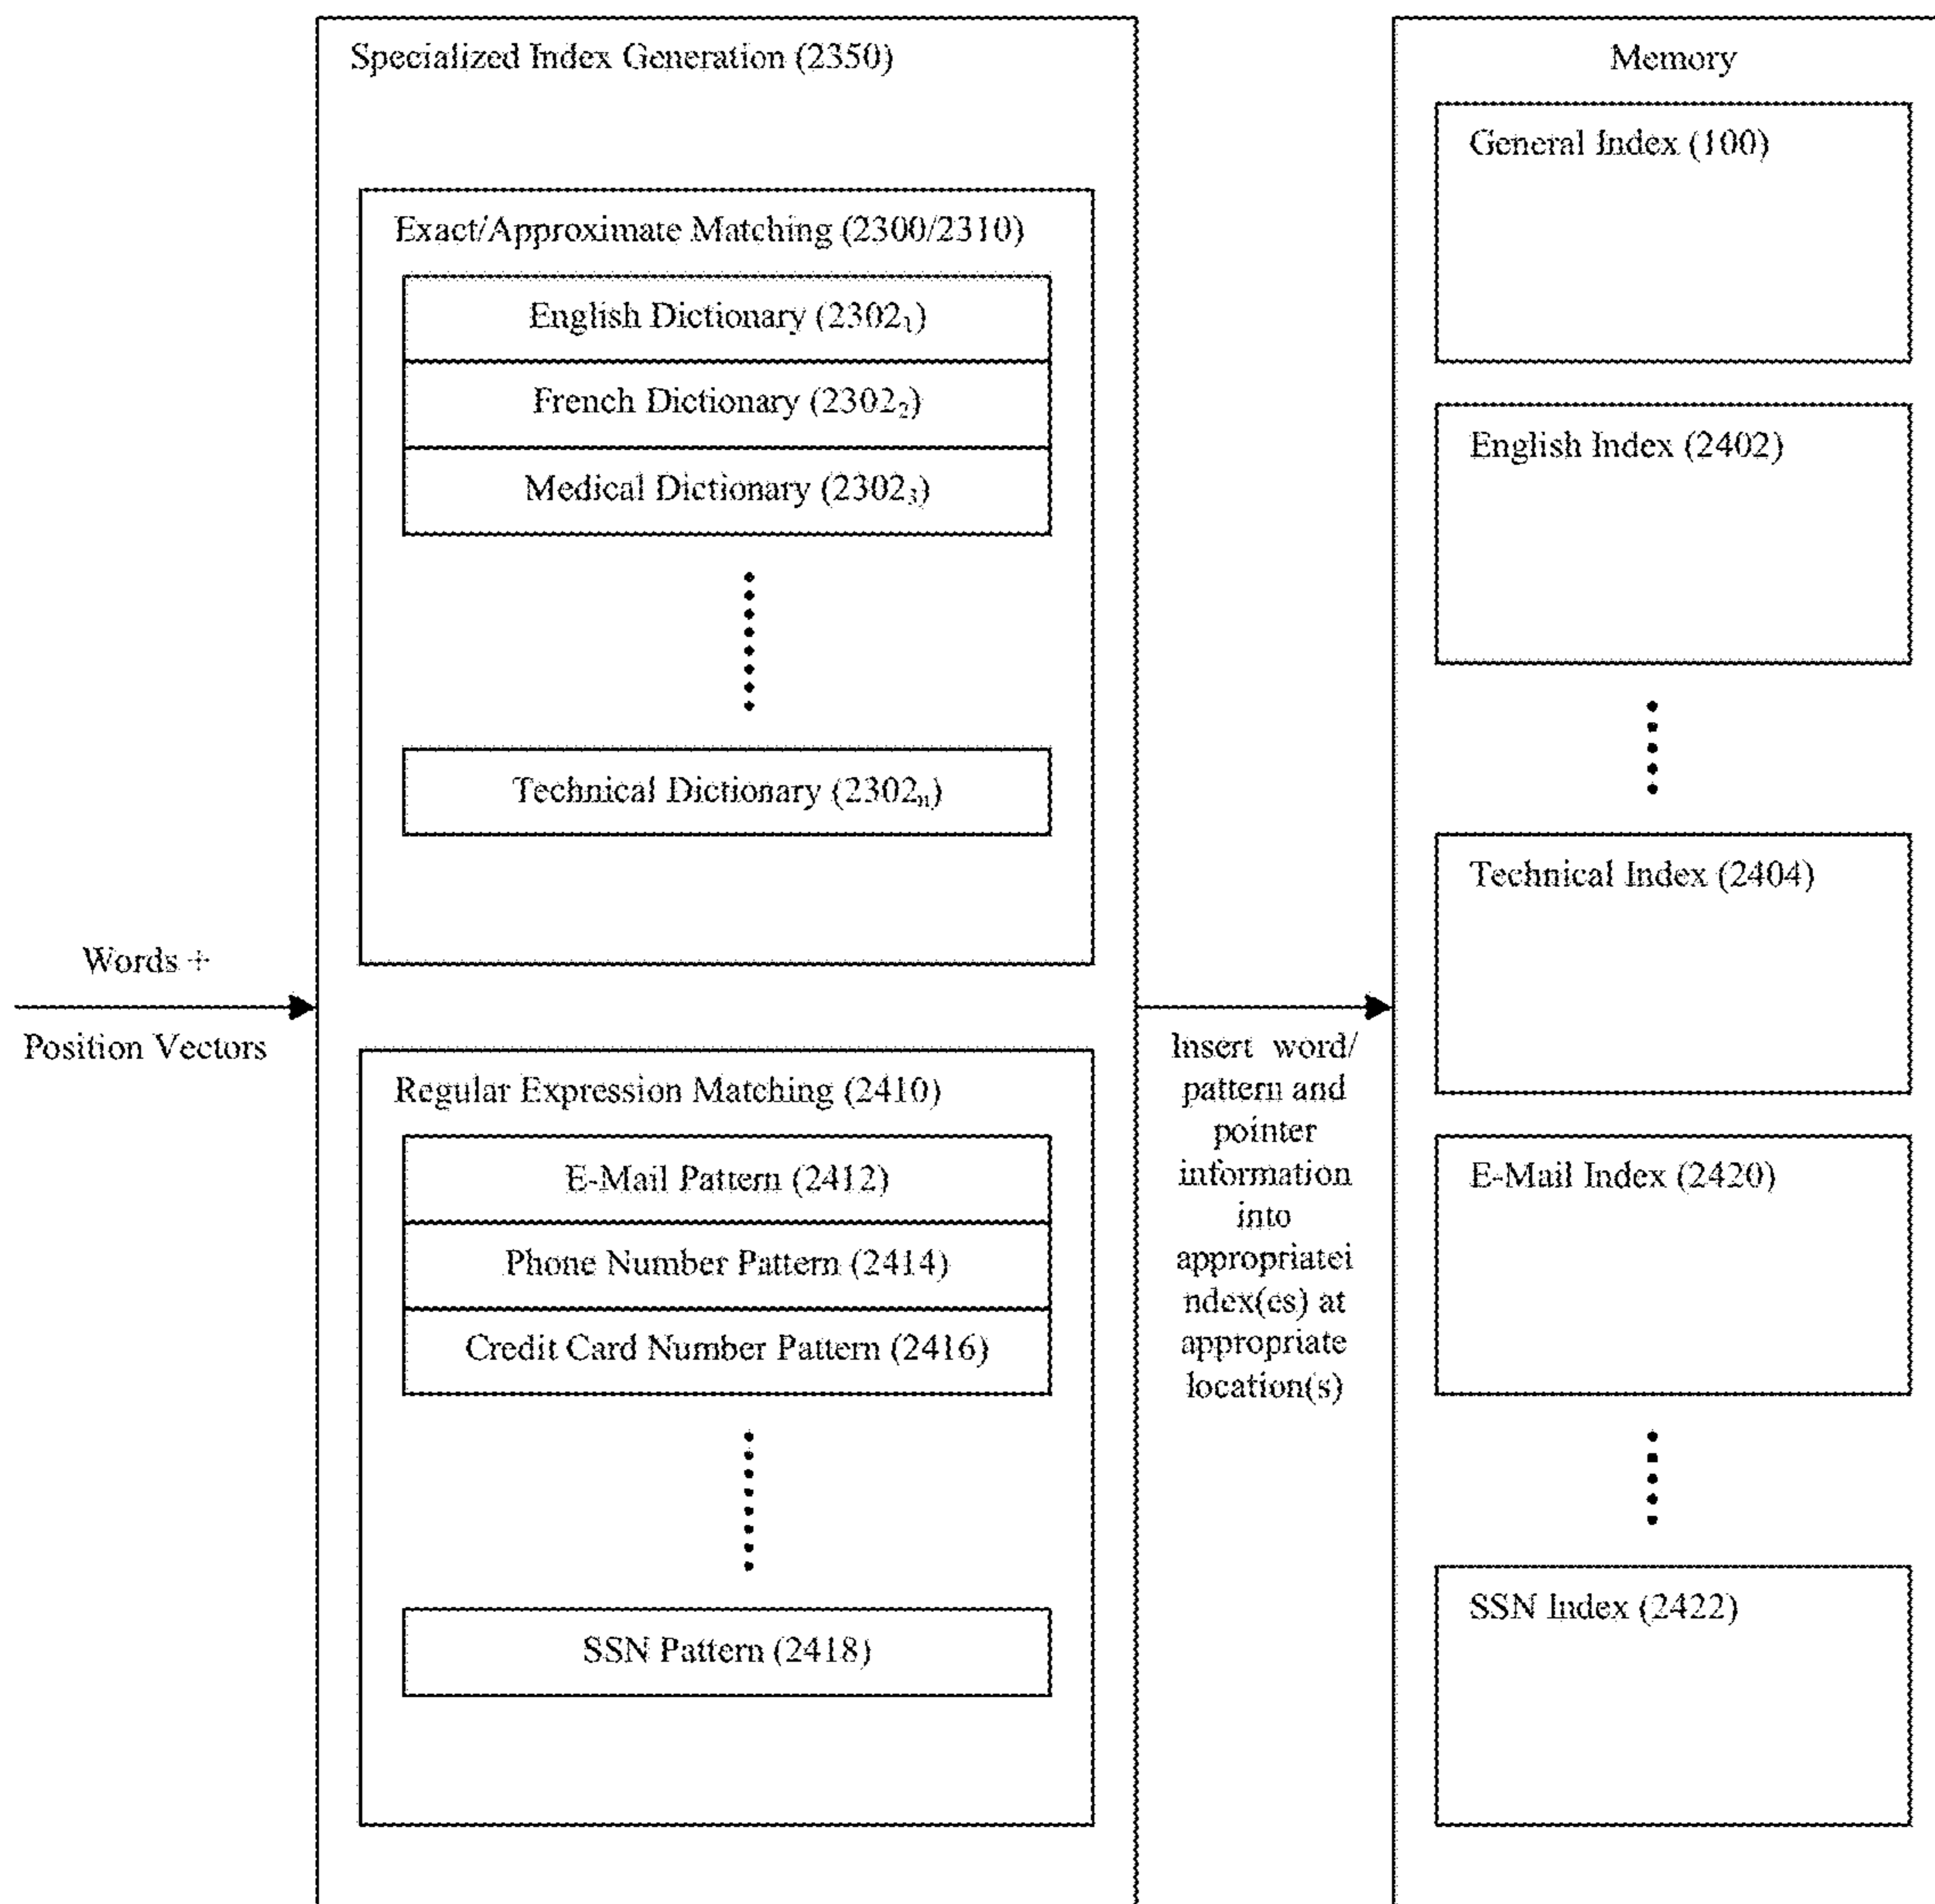 Specialized Index Generation (2350)
Exact/Approximate Matching (2300/2310)
English Dictionary (2302₁)
French Dictionary (2302₂)
Medical Dictionary (2302₃)
Technical Dictionary (2302ₙ)
Words +
Position Vectors
Regular Expression Matching (2410)
E-Mail Pattern (2412)
Phone Number Pattern (2414)
Credit Card Number Pattern (2416)
SSN Pattern (2418)
Insert word/
pattern and
pointer
information
into
appropriatei
ndex(es) at
appropriate
location(s)
Memory
General Index (100)
English Index (2402)
Technical Index (2404)
E-Mail Index (2420)
SSN Index (2422)